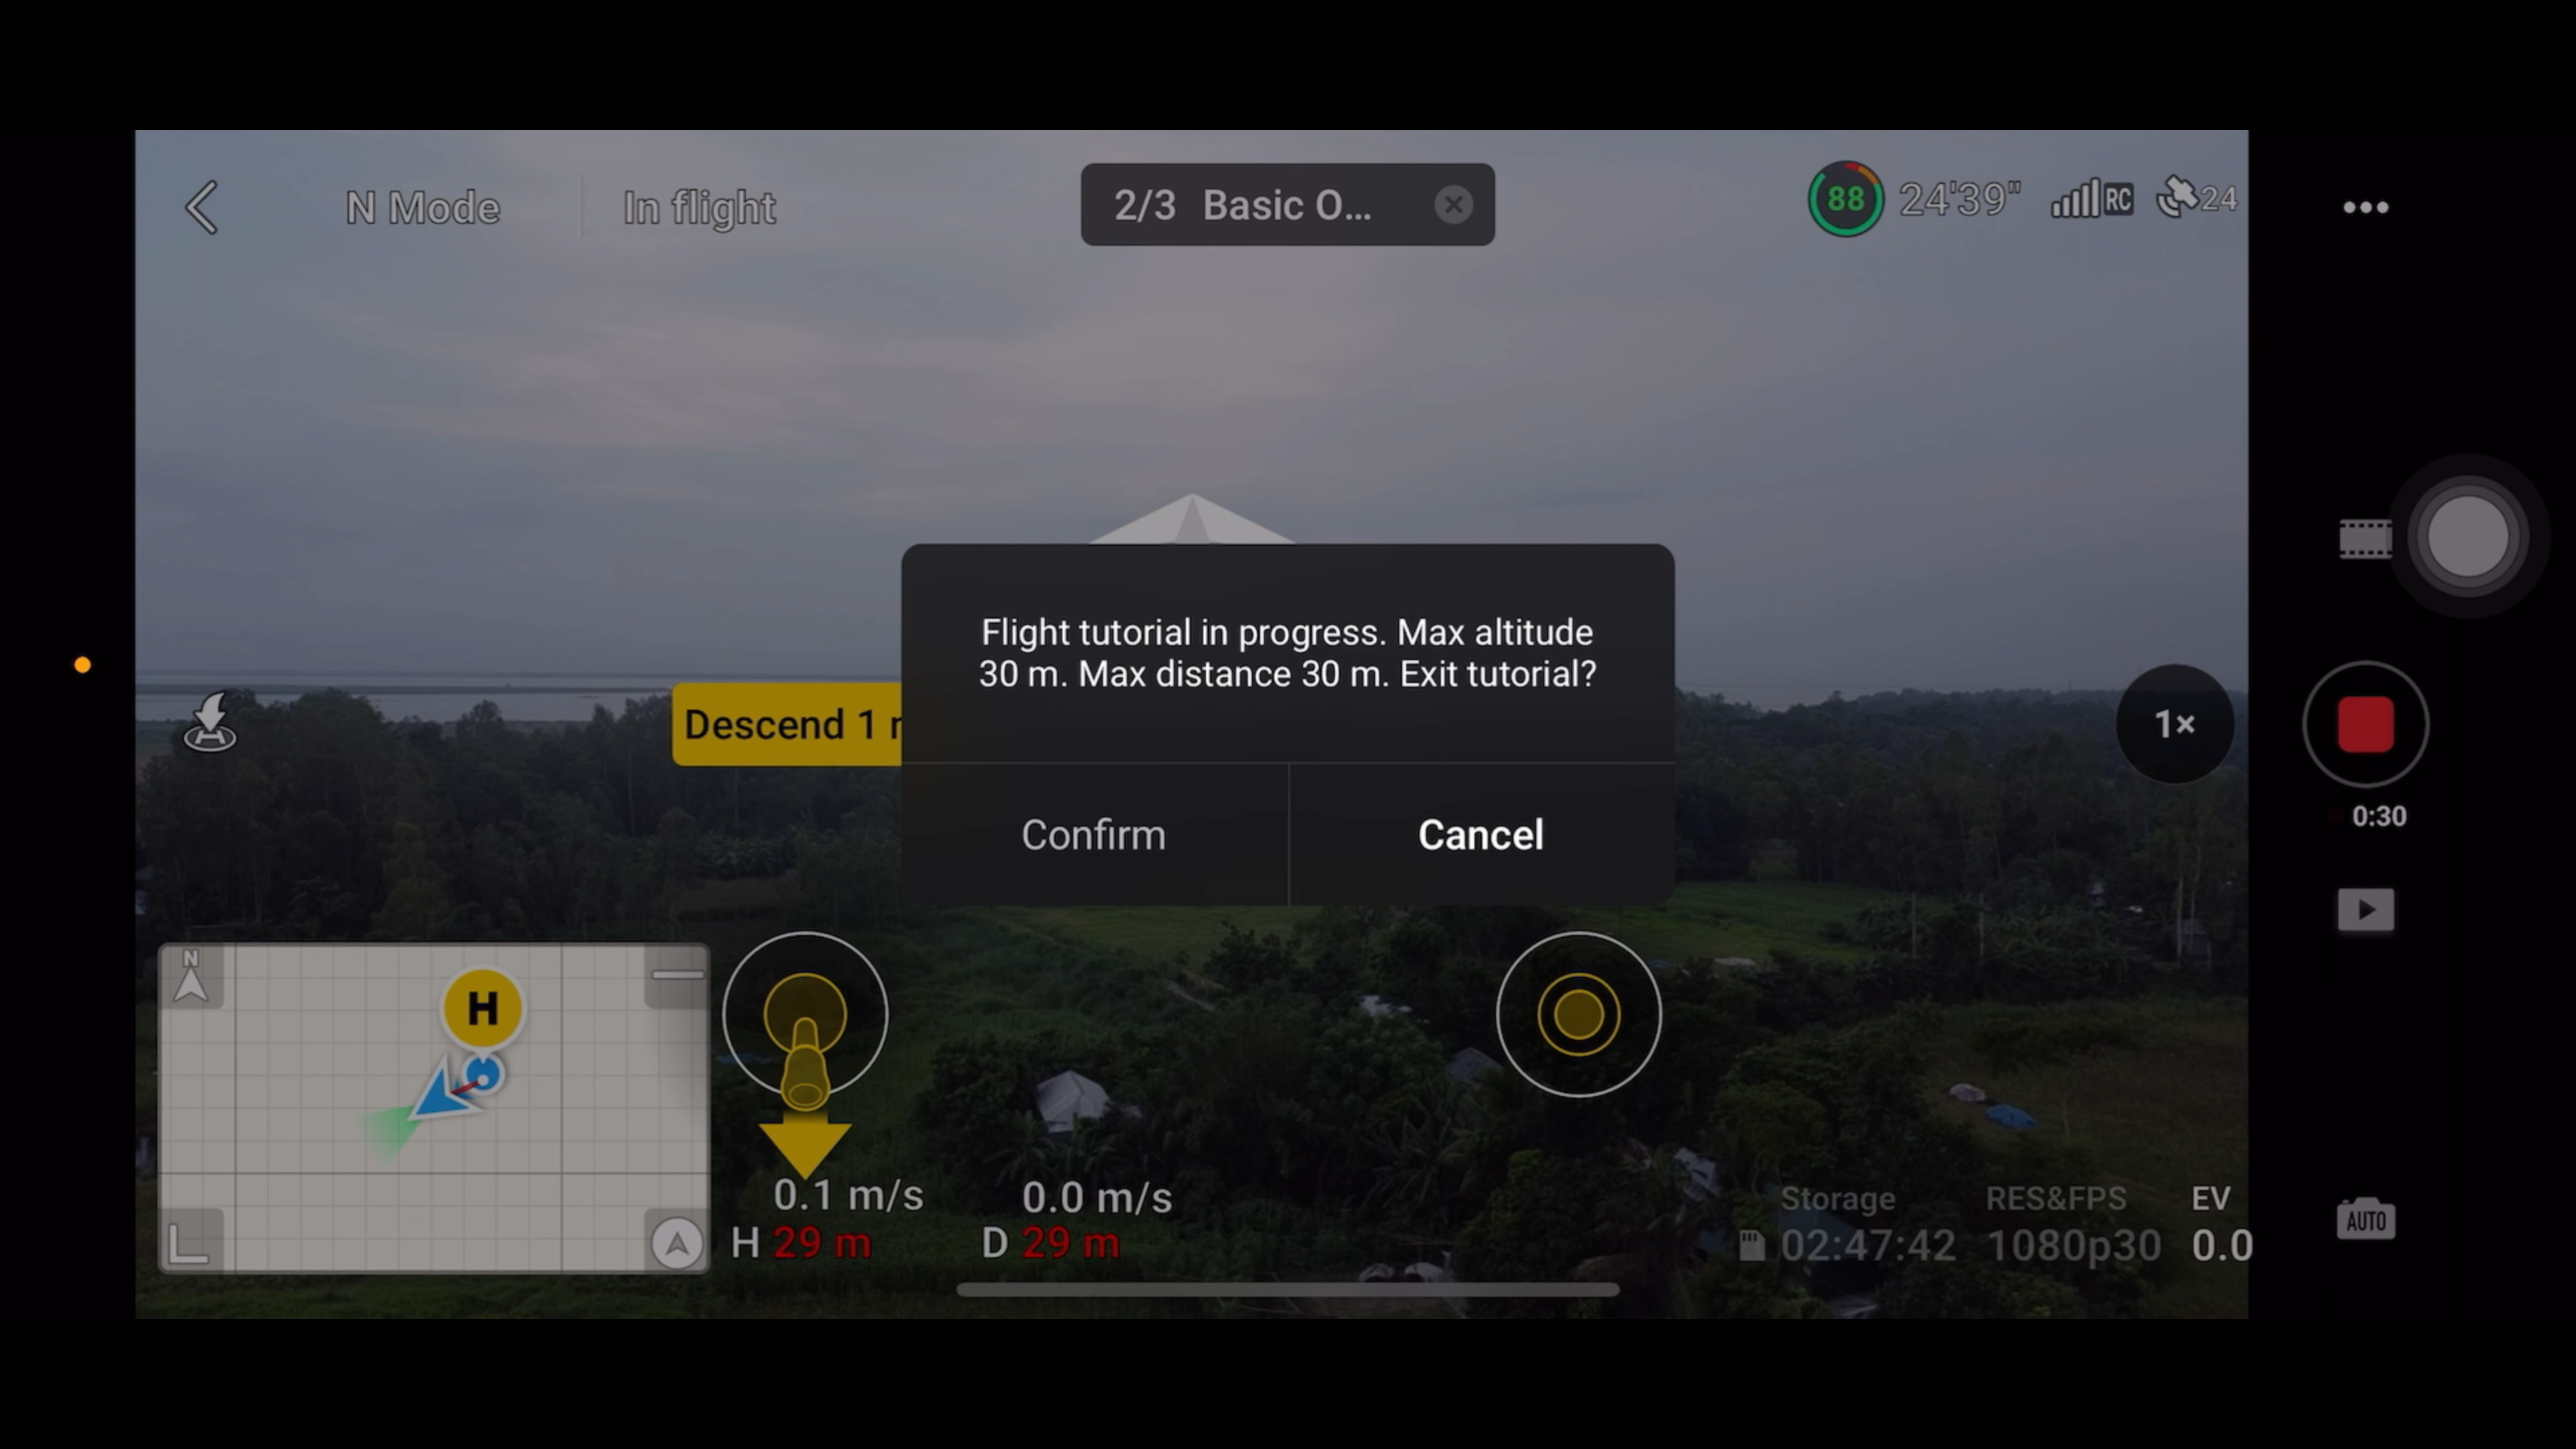 N Mode
In flight
2/3 Basic O...
88
24'39"
RC
24
Flight tutorial in progress. Max altitude
30 m. Max distance 30 m. Exit tutorial?
Descend 1
Confirm
Cancel
1×
0:30
N
H
0.1 m/s
0.0 m/s
H 29 m
D 29 m
Storage
RES&FPS
EV
02:47:42
1080p30
0.0
AUTO